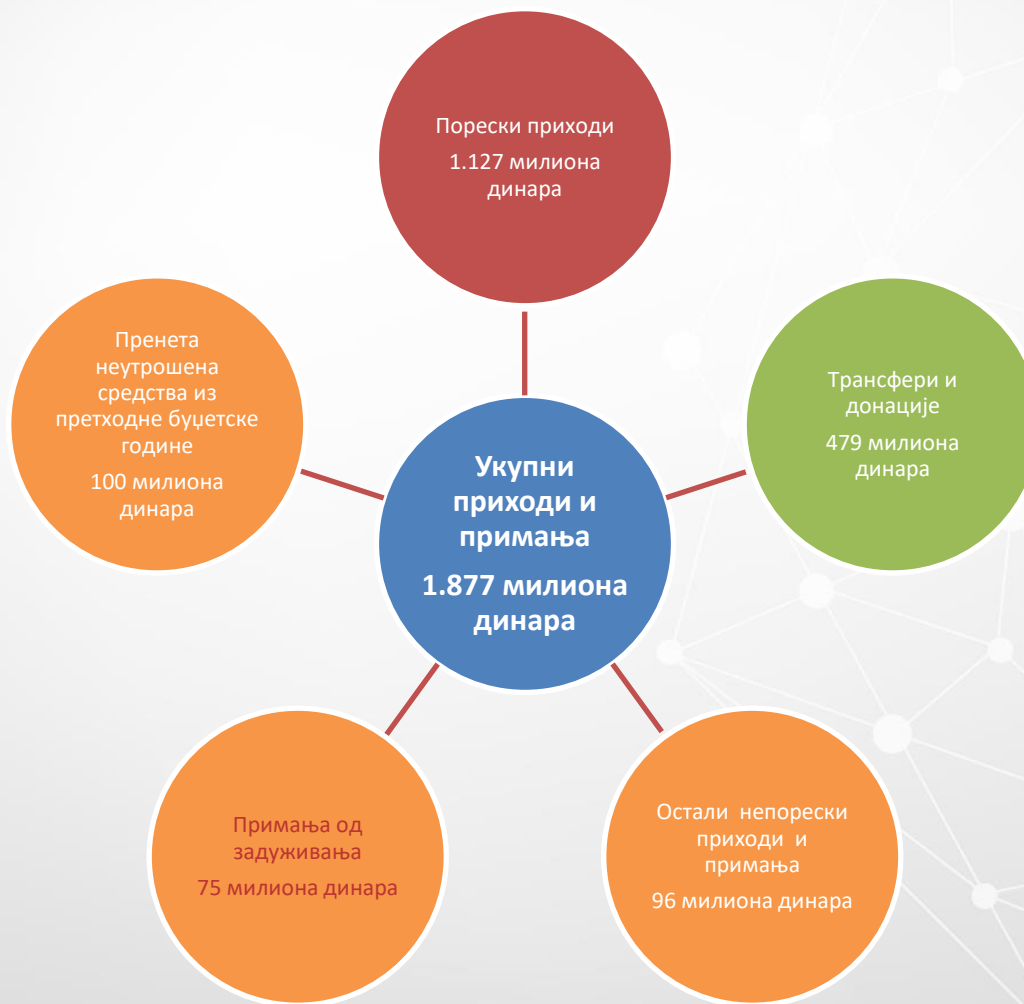 Порески приходи
1.127 милиона
динара
Пренета
неутрошена
средства из
претходне буџетске
године
100 милиона
динара
Трансфери и
донације
479 милиона
динара
Укупни
приходи и
примања
1.877 милиона
динара
Примања од
задуживања
75 милиона динара
Остали непорески
приходи и
примања
96 милиона динара